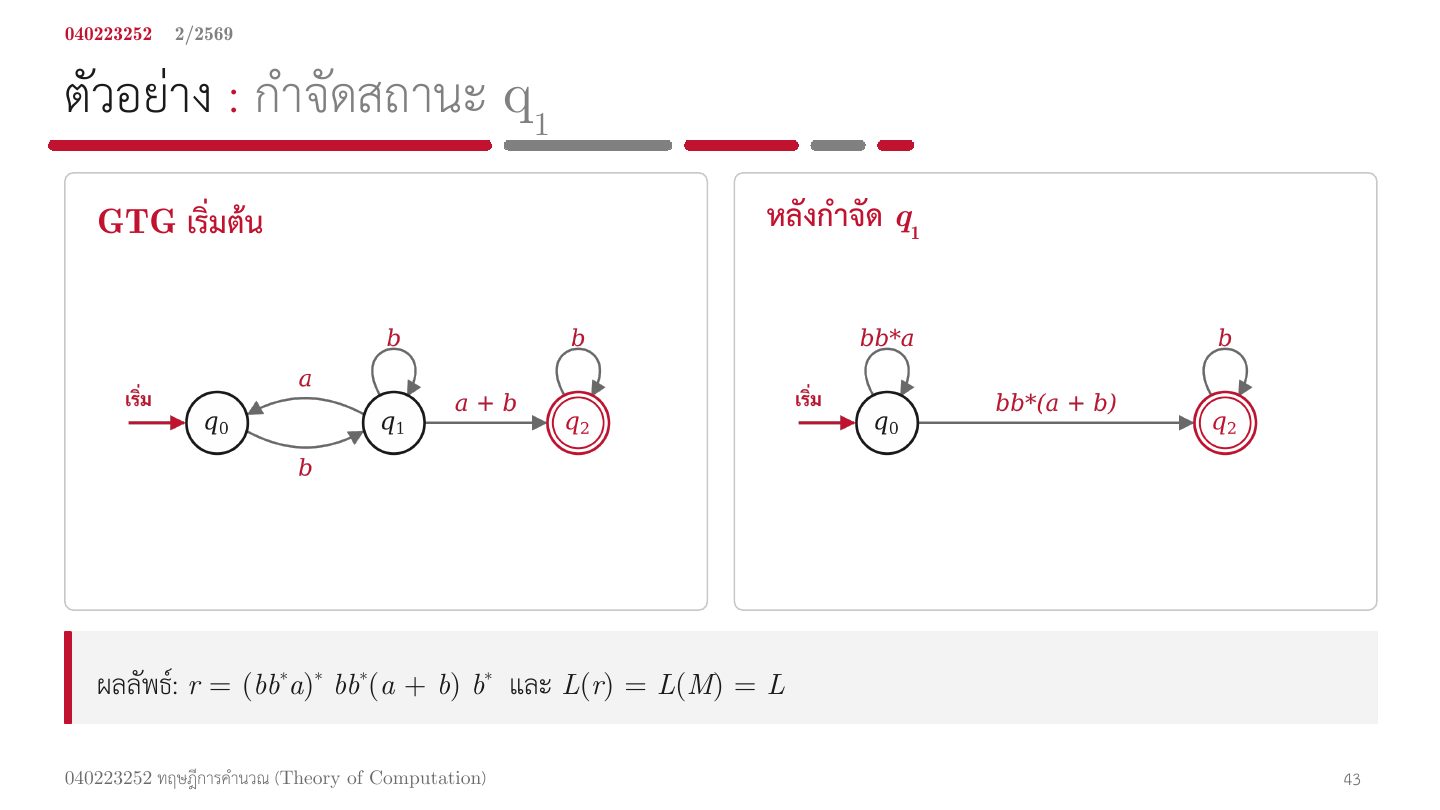 040223252 2/2569
ตัวอย่าง : กำจัดสถานะ q₁
GTG เริ่มต้น
b
b
a
a + b
เริ่ม
q₀
q₁
q₂
b
หลังกำจัด q₁
bb*a
b
เริ่ม
bb*(a + b)
q₀
q₂
ผลลัพธ์: r = (bb*a)* bb*(a + b) b* และ L(r) = L(M) = L
040223252 ทฤษฎีการคำนวณ (Theory of Computation)
43